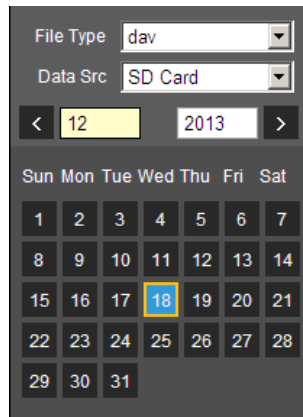 File Type dav
Data Src SD Card
< 12 2013 >
Sun Mon Tue Wed Thu Fri Sat
1 2 3 4 5 6 7
8 9 10 11 12 13 14
15 16 17 18 19 20 21
22 23 24 25 26 27 28
29 30 31